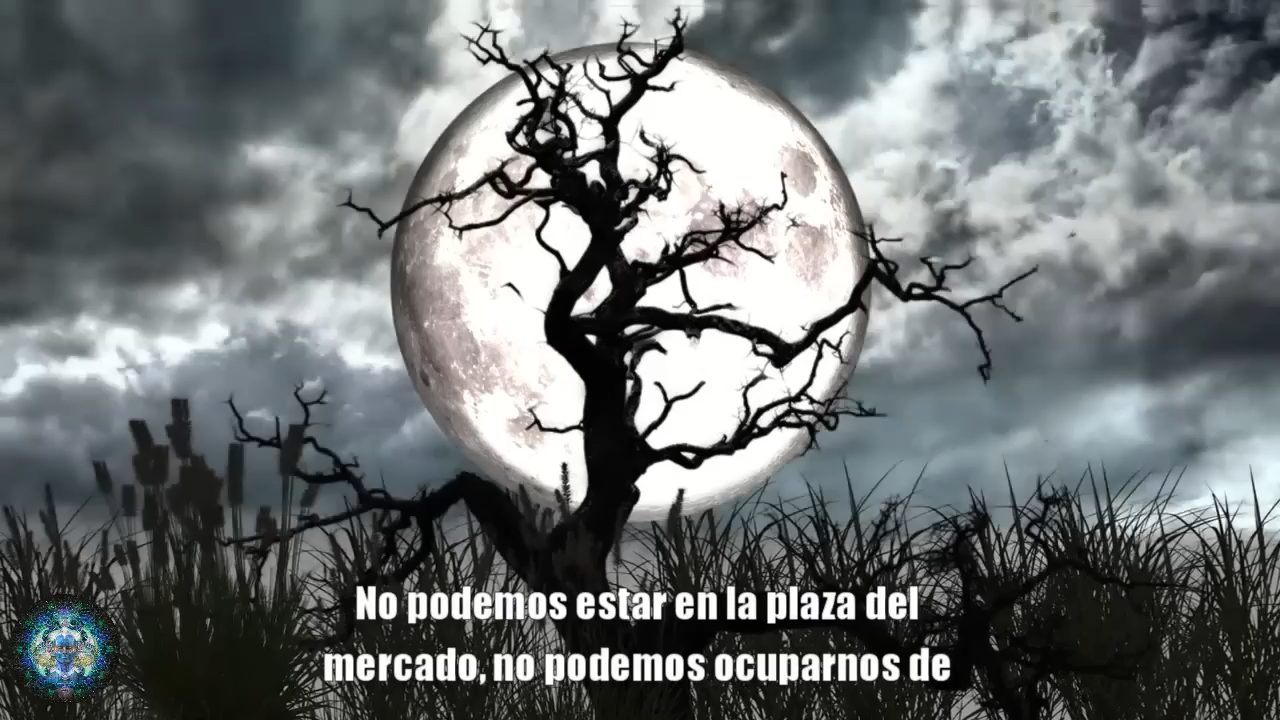 No podemos estar en la plaza del
mercado, no podemos ocuparnos de